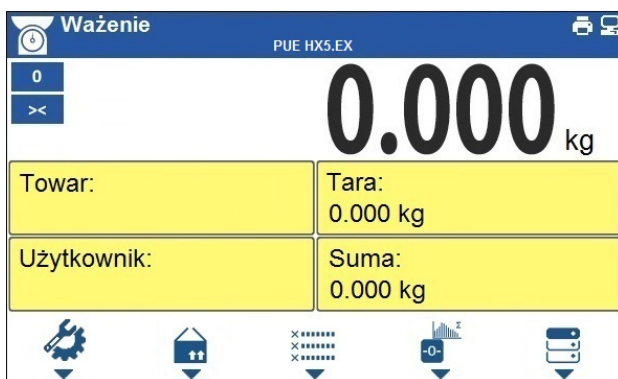 Ważenie
PUE HX5.EX
0
><
0.000 kg
Towar:
Tara:
0.000 kg
Użytkownik:
Suma:
0.000 kg
Σ
-0-